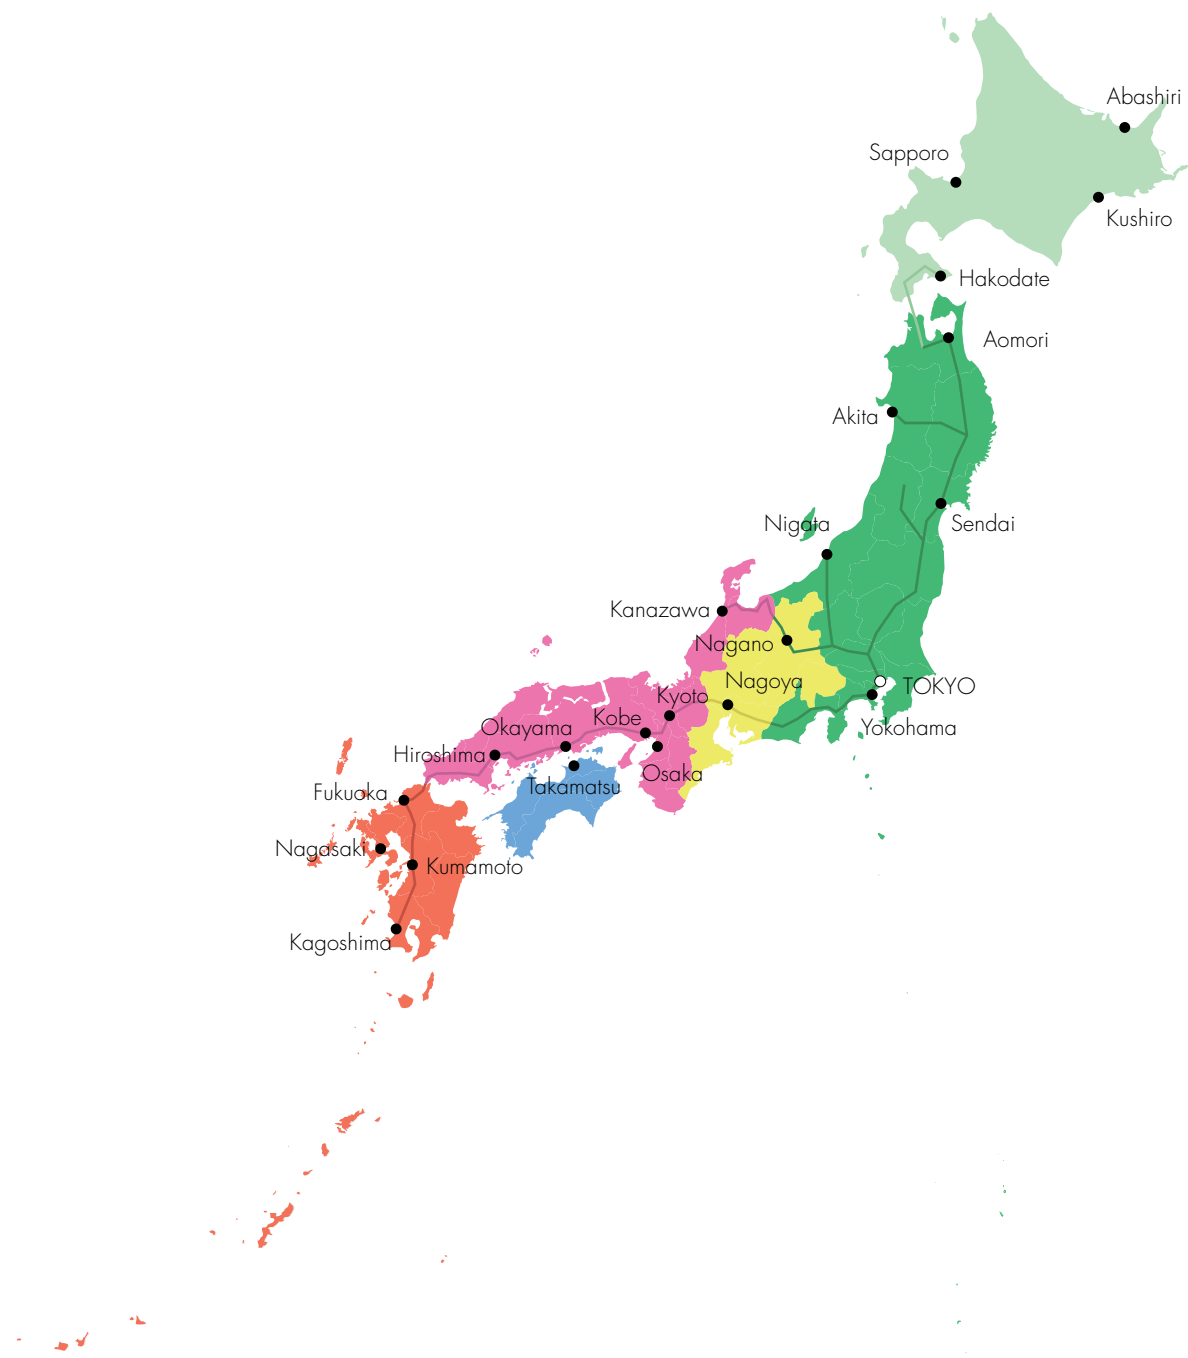 Abashiri
Sapporo
Kushiro
Hakodate
Aomori
Akita
Nigata
Sendai
Kanazawa
Nagano
Nagoya
TOKYO
Kyoto
Yokohama
Kobe
Okayama
Hiroshima
Osaka
Takamatsu
Fukuoka
Nagasaki
Kumamoto
Kagoshima